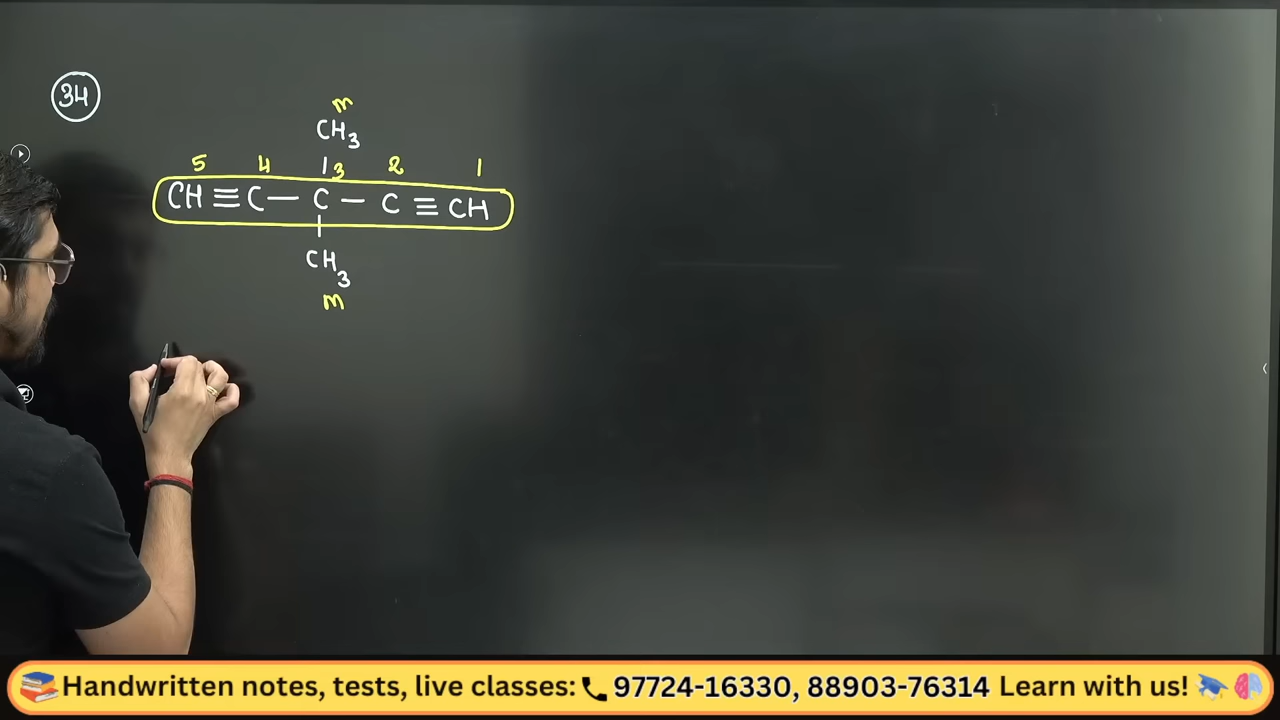 34
m
CH3
5 4 3 2 1
CH≡C—C—C≡CH
CH3
m
Handwritten notes, tests, live classes: 97724-16330, 88903-76314 Learn with us!